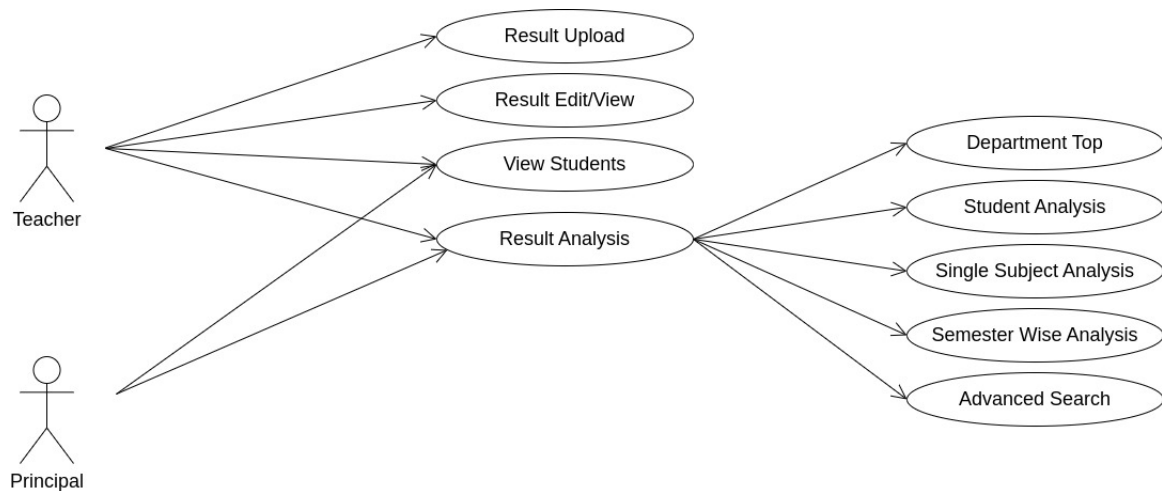 Result Upload
Result Edit/View
View Students
Result Analysis
Teacher
Principal
Department Top
Student Analysis
Single Subject Analysis
Semester Wise Analysis
Advanced Search